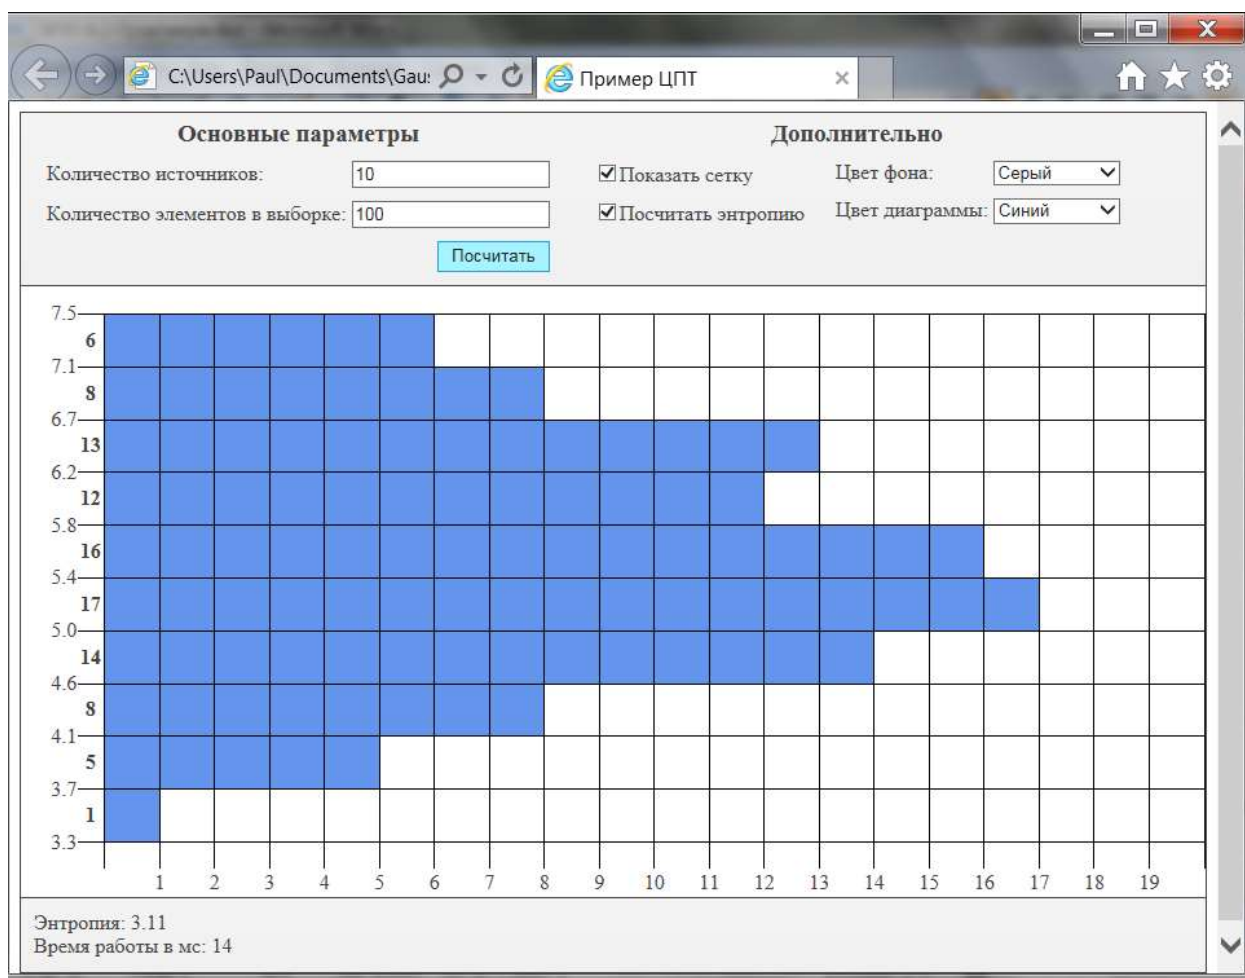 C:\Users\Paul\Documents\Gau:
Пример ЦПТ
Основные параметры
Дополнительно
Количество источников: 10
Показать сетку
Цвет фона: Серый
Количество элементов в выборке: 100
Посчитать энтропию
Цвет диаграммы: Синий
Посчитать
7.5
6
7.1
8
6.7
13
6.2
12
5.8
16
5.4
17
5.0
14
4.6
8
4.1
5
3.7
1
3.3
1 2 3 4 5 6 7 8 9 10 11 12 13 14 15 16 17 18 19
Энтропия: 3.11
Время работы в мс: 14